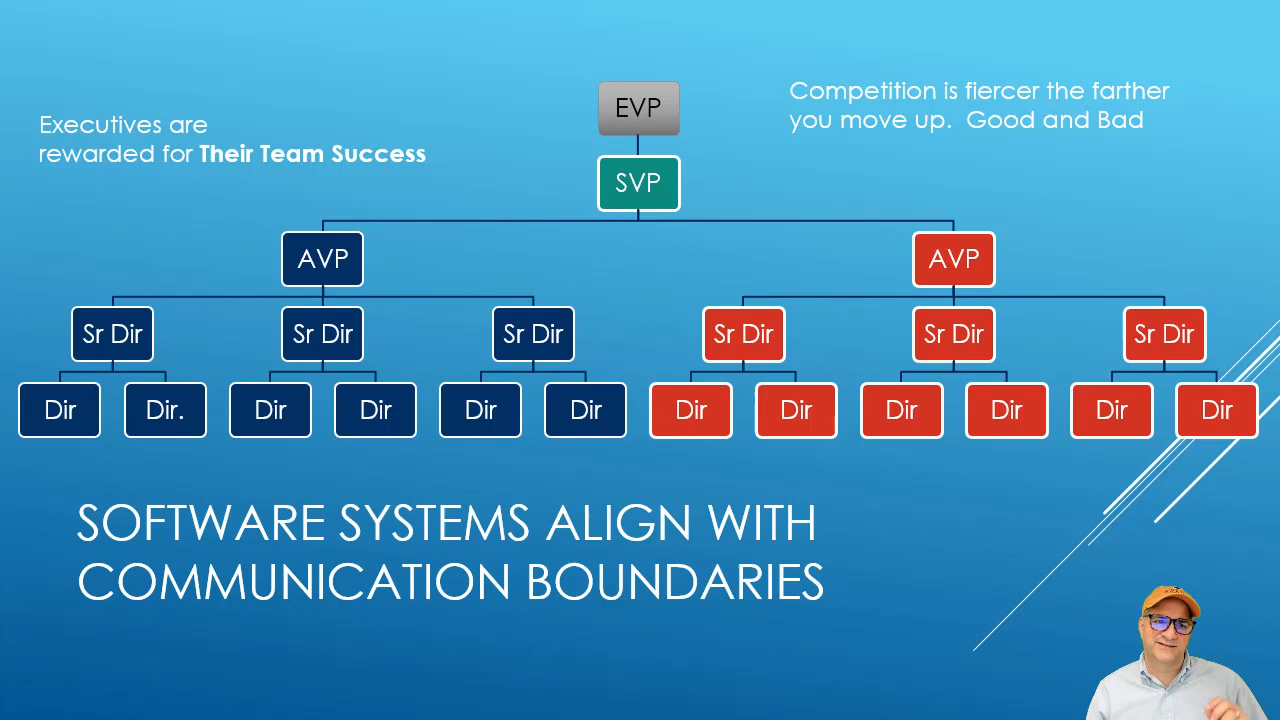 EVP
Competition is fiercer the farther
you move up.  Good and Bad
Executives are
rewarded for Their Team Success
SVP
AVP
AVP
Sr Dir
Sr Dir
Sr Dir
Sr Dir
Sr Dir
Sr Dir
Dir
Dir.
Dir
Dir
Dir
Dir
Dir
Dir
Dir
Dir
Dir
Dir
SOFTWARE SYSTEMS ALIGN WITH
COMMUNICATION BOUNDARIES